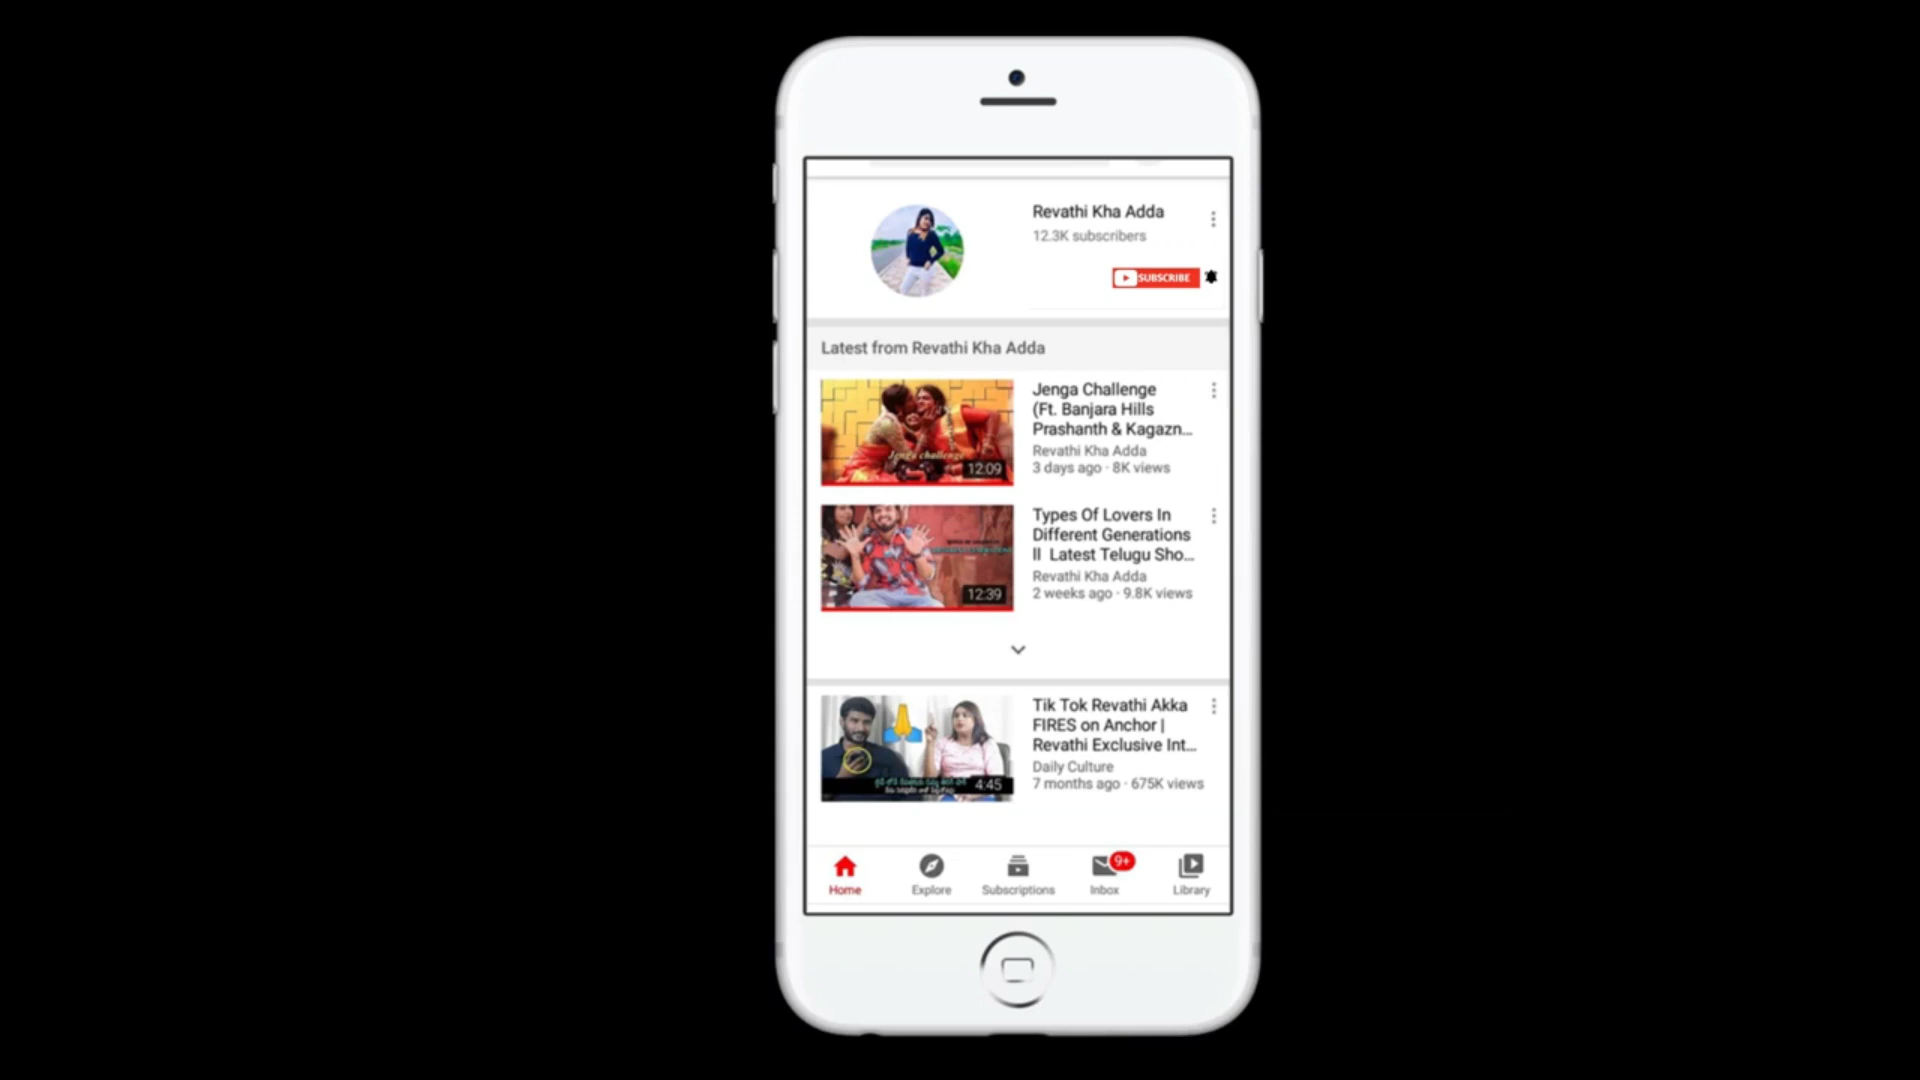 Revathi Kha Adda
12.3K subscribers
SUBSCRIBE
Latest from Revathi Kha Adda
Jenga challenge
12:09
Jenga Challenge
(Ft. Banjara Hills
Prashanth & Kagazn...
Revathi Kha Adda
3 days ago · 8K views
12:39
Types Of Lovers In
Different Generations
ll Latest Telugu Sho...
Revathi Kha Adda
2 weeks ago · 9.8K views
4:45
Tik Tok Revathi Akka
FIRES on Anchor |
Revathi Exclusive Int...
Daily Culture
7 months ago · 675K views
9+
Home Explore Subscriptions Inbox Library